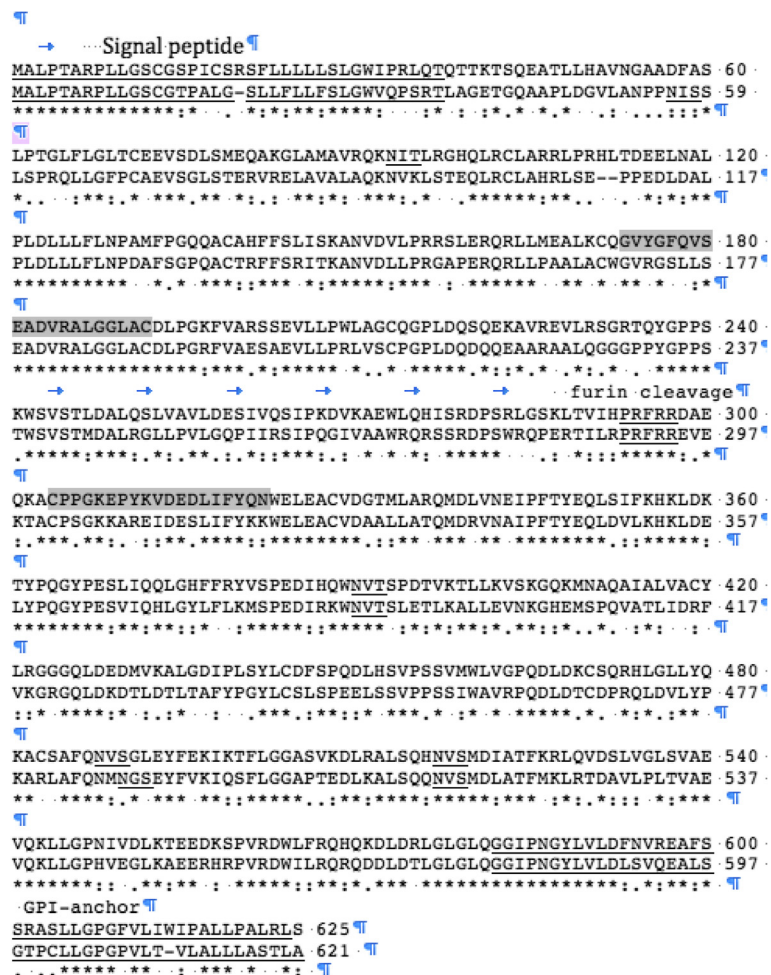 Signal peptide
MALPTARPLLGSCGSPICSRSFLLLLLSLGWIPRLQTQTTKTSQEATLLHAVNGAADFAS 60
MALPTARPLLGSCGTPALG-SLLFLLFSLGWVQPSRTLAGETGQAAPLDGVLANPPNISS 59
LPTGLFLGLTCEEVSDLSMEQAKGLAMAVRQKNITLRGHQLRCLARRLPRHLTDEELNAL 120
LSPRQLLGFPCAEVSGLSTERVRELAVALAQKNVKLSTEQLRCLAHRLSE--PPEDLDAL 117
PLDLLLFLNPAMFPGQQACAHFFSLISKANVDVLPRRSLERQRLLMEALKCQGVYGFQVS 180
PLDLLLFLNPDAFSGPQACTRFFSRITKANVDLLPRGAPERQRLLPAALACWGVRGSLLS 177
EADVRALGGLACDLPGKFVARSSEVLLPWLAGCQGPLDQSQEKAVREVLRSGRTQYGPPS 240
EADVRALGGLACDLPGRFVAESAEVLLPRLVSCPGPLDQDQQEAARAALQGGGPPYGPPS 237
furin cleavage
KWSVSTLDALQSLVAVLDESIVQSIPKDVKAEWLQHISRDPSRLGSKLTVIHPRFRRDAE 300
TWSVSTMDALRGLLPVLGQPIIRSIPQGIVAAWRQRSSRDPSWRQPERTILRPRFRREVE 297
QKACPPGKEPYKVDEDLIFYQNWELEACVDGTMLARQMDLVNEIPFTYEQLSIFKHKLDK 360
KTACPSGKKAREIDESLIFYKKWELEACVDAALLATQMDRVNAIPFTYEQLDVLKHKLDE 357
TYPQGYPESLIQQLGHFFRYVSPEDIHQWNVTSPDTVKTLLKVSKGQKMNAQAIALVACY 420
LYPQGYPESVIQHLGYLFLKMSPEDIRKWNVTSLETLKALLEVNKGHEMSPQVATLIDRF 417
LRGGGQLDEDMVKALGDIPLSYLCDFSPQDLHSVPSSVMWLVGPQDLDKCSQRHLGLLYQ 480
VKGRGQLDKDTLDTLTAFYPGYLCSLSPEELSSVPPSSIWAVRPQDLDTCDPRQLDVLYP 477
KACSAFQNVSGLEYFEKIKTFLGGASVKDLRALSQHNVSMDIATFKRLQVDSLVGLSVAE 540
KARLAFQNMNGSEYFVKIQSFLGGAPTEDLKALSQQNVSMDLATFMKLRTDAVLPLTVAE 537
VQKLLGPNIVDLKTEEDKSPVRDWLFRQHQKDLDRLGLGLQGGIPNGYLVLDFNVREAFS 600
VQKLLGPHVEGLKAEERHRPVRDWILRQRQDDLDTLGLGLQGGIPNGYLVLDLSVQEALS 597
GPI-anchor
SRASLLGPGFVLIWIPALLPALRLS 625
GTPCLLGPGPVLT-VLALLLASTLA 621